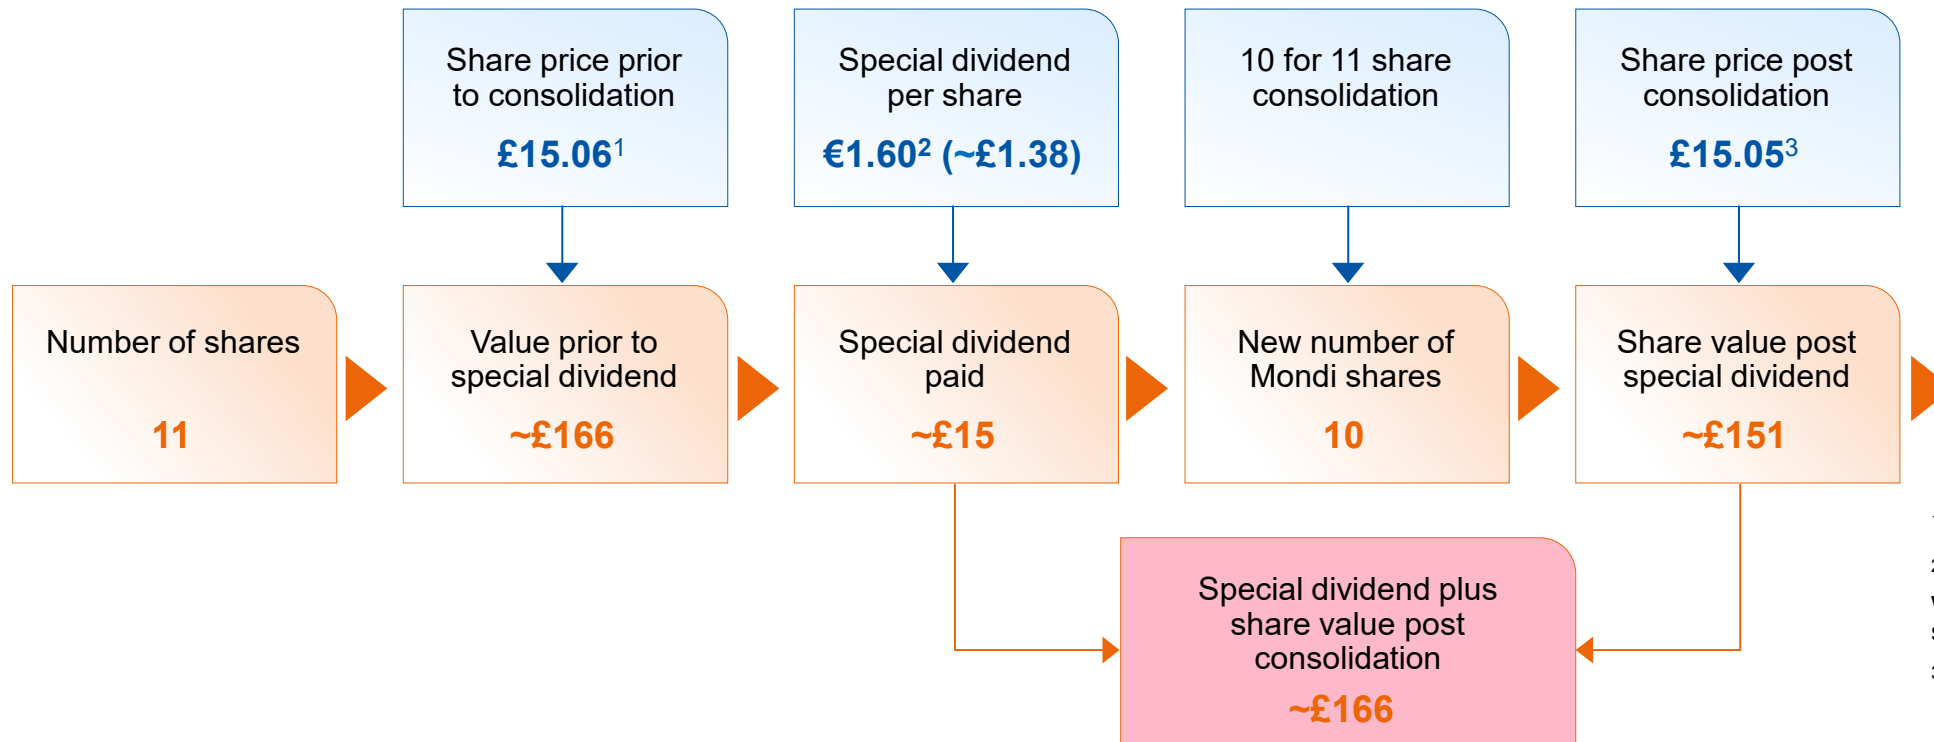 Share price prior
to consolidation
£15.06¹
Special dividend
per share
€1.60² (~£1.38)
10 for 11 share
consolidation
Share price post
consolidation
£15.05³
Number of shares
11
Value prior to
special dividend
~£166
Special dividend
paid
~£15
New number of
Mondi shares
10
Share value post
special dividend
~£151
Special dividend plus
share value post
consolidation
~£166
2
3